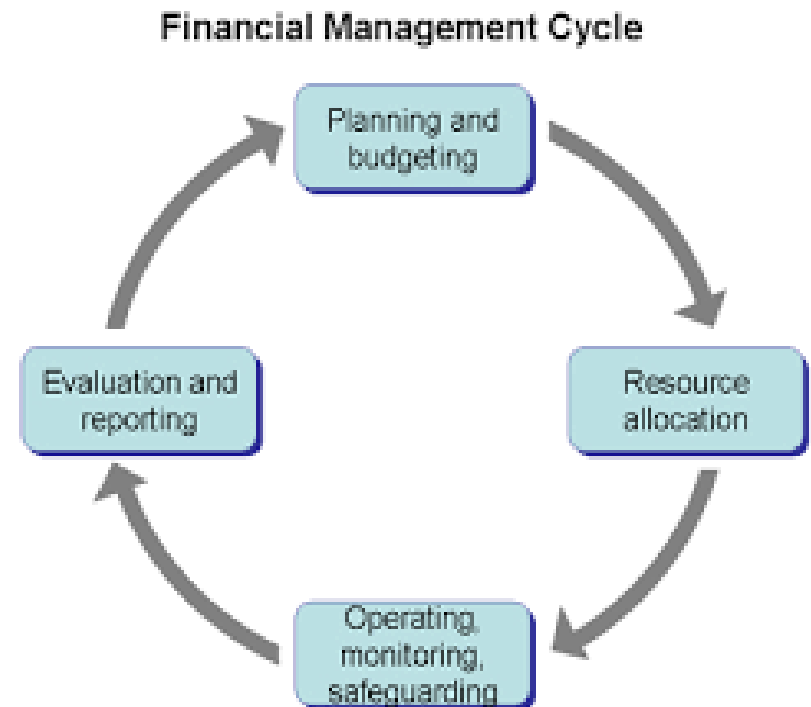 Financial Management Cycle
Planning and
budgeting
Resource
allocation
Operating,
monitoring,
safeguarding
Evaluation and
reporting